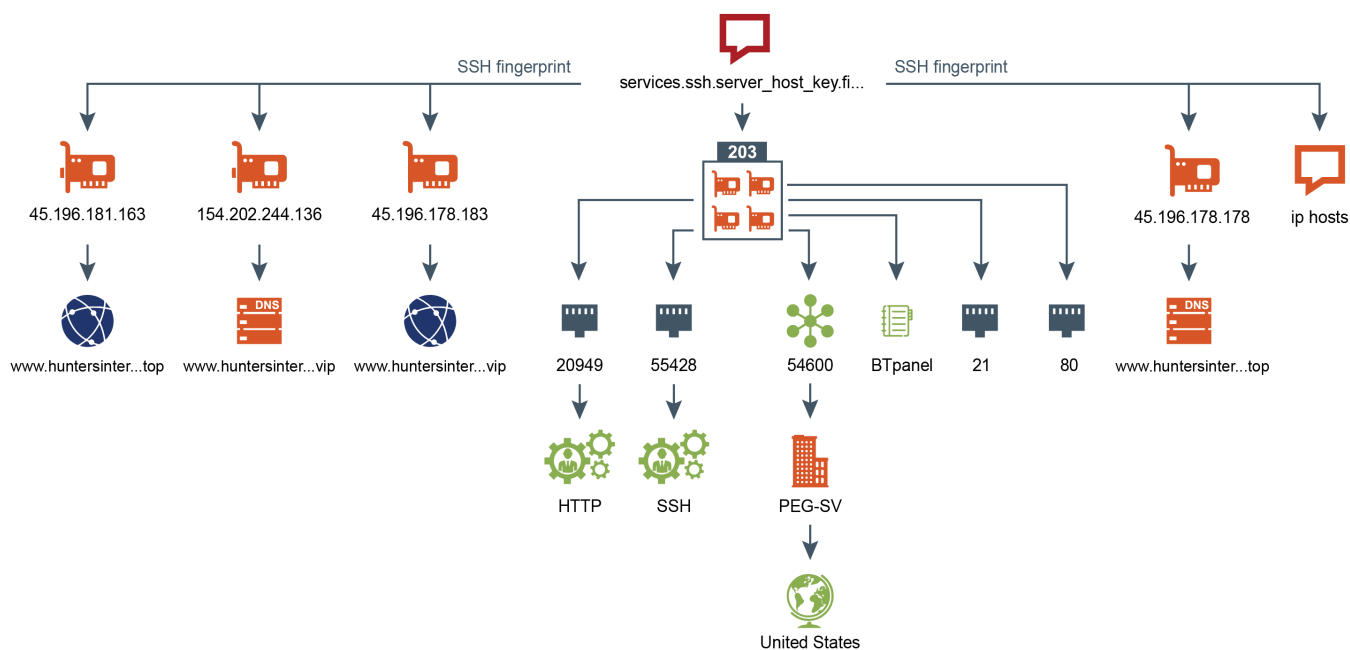 SSH fingerprint
services.ssh.server_host_key.fi...
SSH fingerprint
203
45.196.181.163
154.202.244.136
45.196.178.183
45.196.178.178
ip hosts
DNS
DNS
www.huntersinter...top
www.huntersinter...vip
www.huntersinter...vip
20949
55428
54600
BTpanel
21
80
www.huntersinter...top
HTTP
SSH
PEG-SV
United States